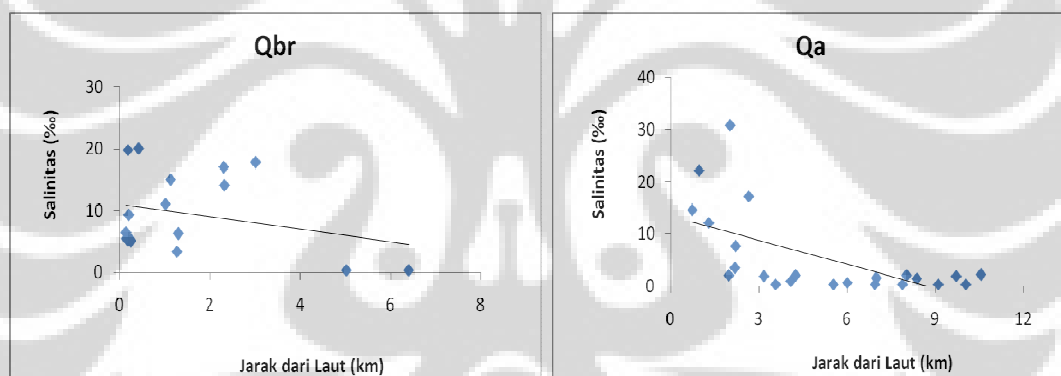 Qbr
30
20
10
0
0 2 4 6 8
Salinitas (‰)
Jarak dari Laut (km)
Qa
40
30
20
10
0
0 3 6 9 12
Salinitas (‰)
Jarak dari Laut (km)